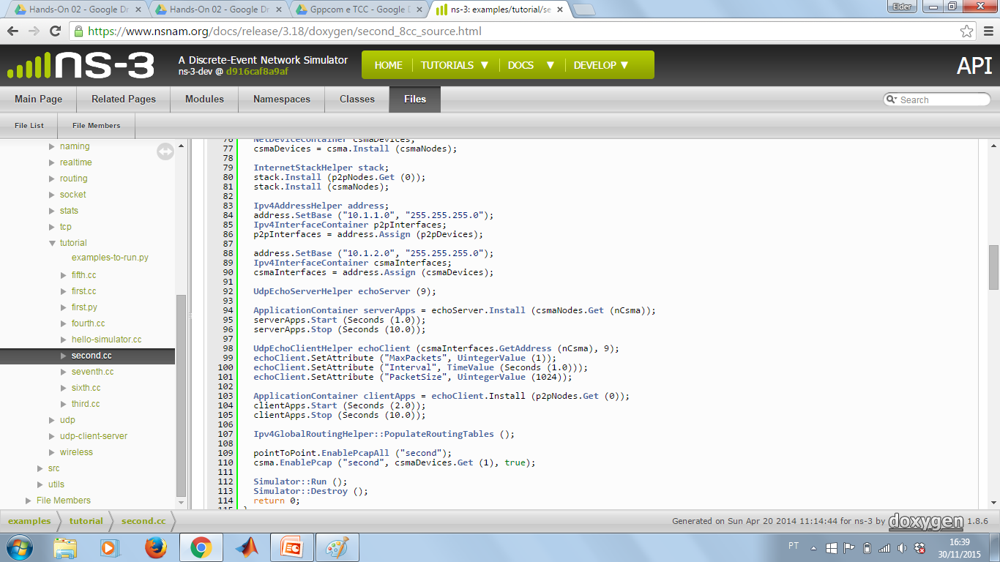 Hands-On 02 - Google Dr
Hands-On 02 - Google Dr
Gppcom e TCC - Google D
ns-3: examples/tutorial/se
Elder
https://www.nsnam.org/docs/release/3.18/doxygen/second_8cc_source.html
ns-3
A Discrete-Event Network Simulator
ns-3-dev @ d916caf8a9af
HOME
TUTORIALS ▼
DOCS ▼
DEVELOP ▼
API
Main Page
Related Pages
Modules
Namespaces
Classes
Files
Search
File List
File Members
naming
realtime
routing
socket
stats
tcp
tutorial
examples-to-run.py
fifth.cc
first.cc
first.py
fourth.cc
hello-simulator.cc
second.cc
seventh.cc
sixth.cc
third.cc
udp
udp-client-server
wireless
src
utils
File Members
76 NetDeviceContainer csmaDevices;
77 csmaDevices = csma.Install (csmaNodes);
78
79 InternetStackHelper stack;
80 stack.Install (p2pNodes.Get (0));
81 stack.Install (csmaNodes);
82
83 Ipv4AddressHelper address;
84 address.SetBase ("10.1.1.0", "255.255.255.0");
85 Ipv4InterfaceContainer p2pInterfaces;
86 p2pInterfaces = address.Assign (p2pDevices);
87
88 address.SetBase ("10.1.2.0", "255.255.255.0");
89 Ipv4InterfaceContainer csmaInterfaces;
90 csmaInterfaces = address.Assign (csmaDevices);
91
92 UdpEchoServerHelper echoServer (9);
93
94 ApplicationContainer serverApps = echoServer.Install (csmaNodes.Get (nCsma));
95 serverApps.Start (Seconds (1.0));
96 serverApps.Stop (Seconds (10.0));
97
98 UdpEchoClientHelper echoClient (csmaInterfaces.GetAddress (nCsma), 9);
99 echoClient.SetAttribute ("MaxPackets", UintegerValue (1));
100 echoClient.SetAttribute ("Interval", TimeValue (Seconds (1.0)));
101 echoClient.SetAttribute ("PacketSize", UintegerValue (1024));
102
103 ApplicationContainer clientApps = echoClient.Install (p2pNodes.Get (0));
104 clientApps.Start (Seconds (2.0));
105 clientApps.Stop (Seconds (10.0));
106
107 Ipv4GlobalRoutingHelper::PopulateRoutingTables ();
108
109 pointToPoint.EnablePcapAll ("second");
110 csma.EnablePcap ("second", csmaDevices.Get (1), true);
111
112 Simulator::Run ();
113 Simulator::Destroy ();
114 return 0;
115 }
examples
tutorial
second.cc
Generated on Sun Apr 20 2014 11:14:44 for ns-3 by doxygen 1.8.6
PT
16:39
30/11/2015